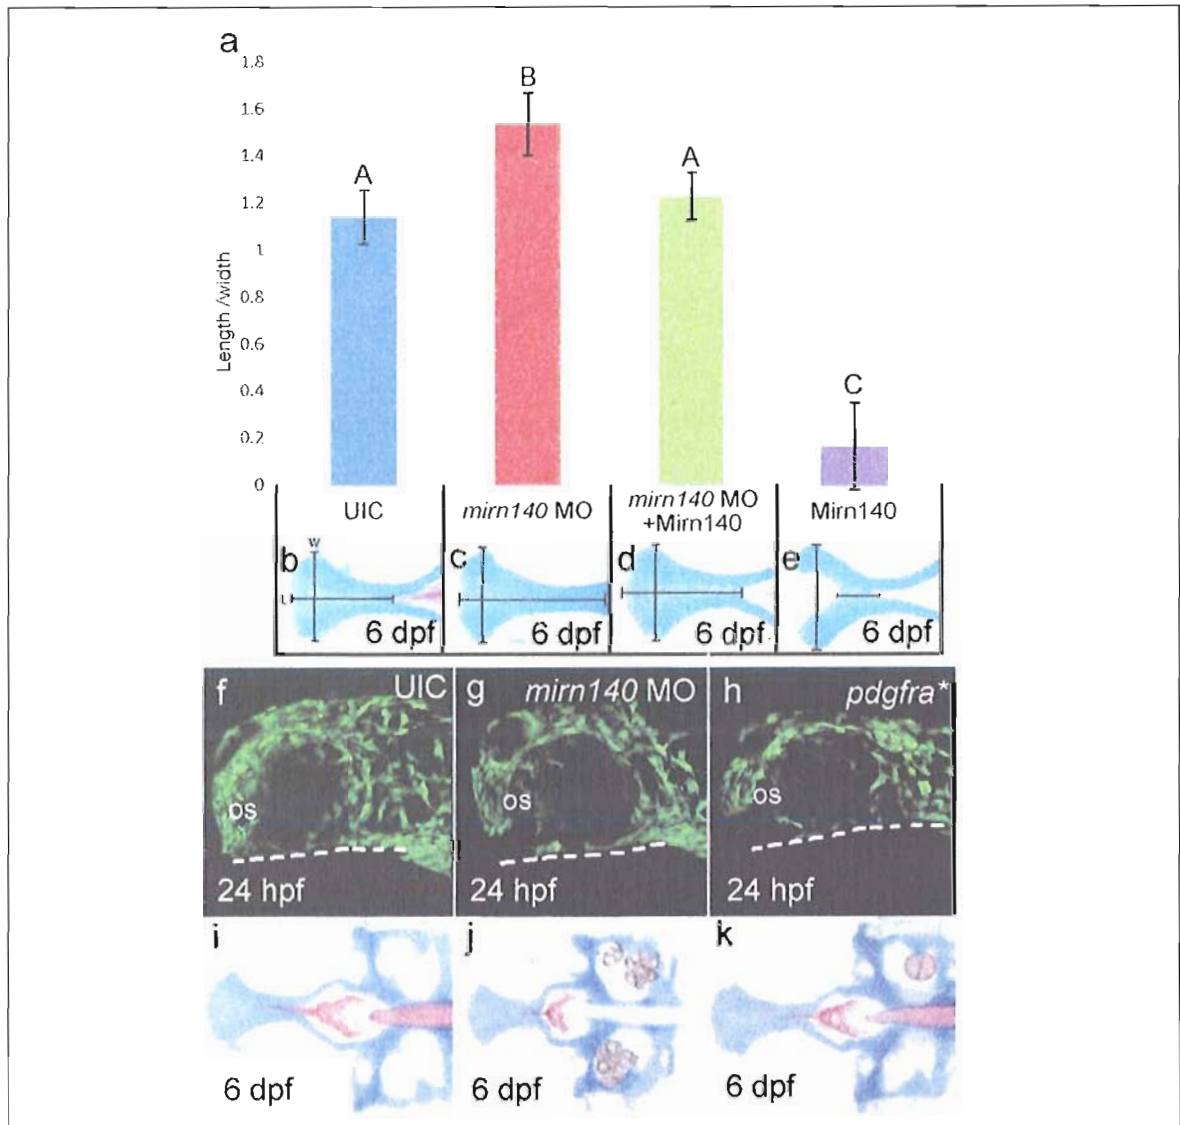 a
1.8
1.6
1.4
1.2
1
0.8
0.6
0.4
0.2
0
Length /width
A
B
A
C
UIC
mirn140 MO
mirn140 MO
+Mirn140
Mirn140
b
W
L
6 dpf
c
6 dpf
d
6 dpf
e
6 dpf
f
UIC
os
24 hpf
g
mirn140 MO
os
24 hpf
h
pdgfra*
os
24 hpf
i
6 dpf
j
6 dpf
k
6 dpf